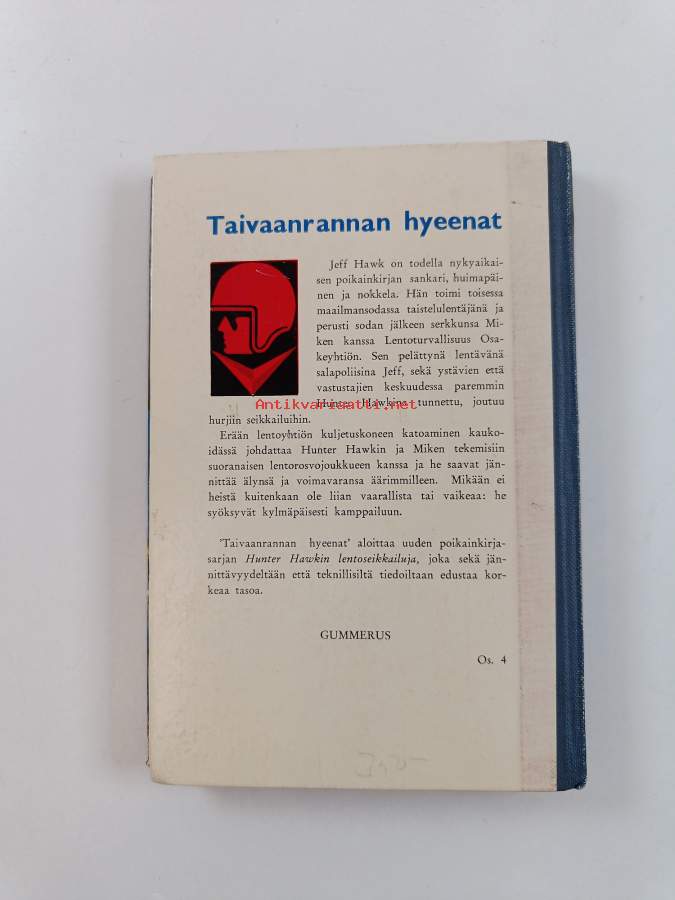 Taivaanrannan hyeenat
Jeff Hawk on todella nykyaikai-
sen poikainkirjan sankari, huimapäi-
nen ja nokkela. Hän toimi toisessa
maailmansodassa taistelulentäjänä ja
perusti sodan jälkeen serkkunsa Mi-
ken kanssa Lentoturvallisuus Osa-
keyhtiön. Sen pelättynä lentävänä
salapoliisina Jeff, sekä ystävien että
vastustajien keskuudessa paremmin
Antikvariaatti.net
Hunter Hawkina tunnettu, joutuu
hurjiin seikkailuihin.
Erään lentoyhtiön kuljetuskoneen katoaminen kauko-
idässä johdattaa Hunter Hawkin ja Miken tekemisiin
suoranaisen lentorosvojoukkueen kanssa ja he saavat jän-
nittää älynsä ja voimavaransa äärimmilleen. Mikään ei
heistä kuitenkaan ole liian vaarallista tai vaikeaa: he
syöksyvät kylmäpäisesti kamppailuun.
'Taivaanrannan hyeenat' aloittaa uuden poikainkirja-
sarjan Hunter Hawkin lentoseikkailuja, joka sekä jän-
nittävyydeltään että teknillisiltä tiedoiltaan edustaa kor-
keaa tasoa.
GUMMERUS
Os. 4